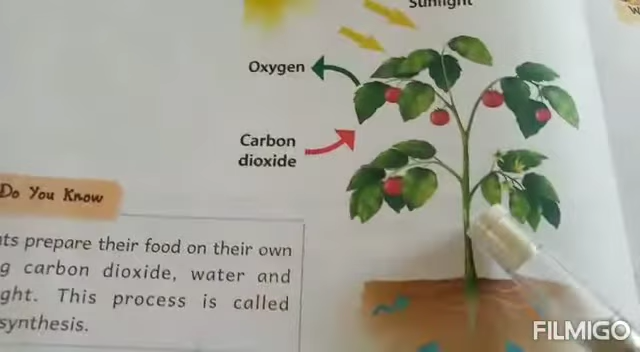 Sunlight
Oxygen
Carbon
dioxide
Do You Know
ts prepare their food on their own
g carbon dioxide, water and
ght. This process is called
synthesis.
FILMIGO